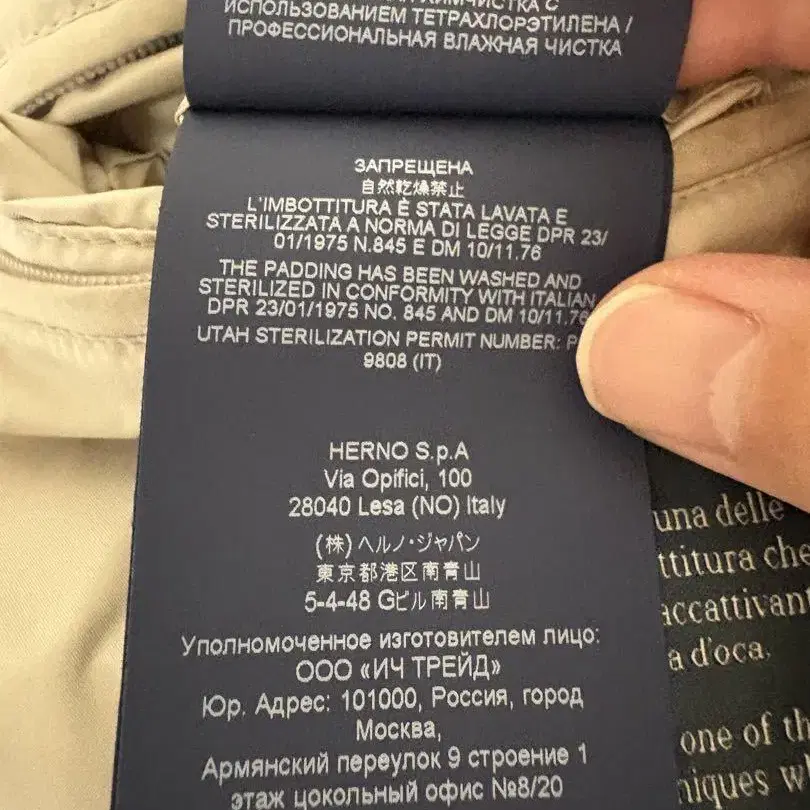 ИСПОЛЬЗОВАНИЕМ ТЕТРАХЛОРЭТИЛЕНА /
ПРОФЕССИОНАЛЬНАЯ ВЛАЖНАЯ ЧИСТКА
ЗАПРЕЩЕНА
自然乾燥禁止
L'IMBOTTITURA È STATA LAVATA E
STERILIZZATA A NORMA DI LEGGE DPR 23/
01/1975 N.845 E DM 10/11.76
THE PADDING HAS BEEN WASHED AND
STERILIZED IN CONFORMITY WITH ITALIAN
DPR 23/01/1975 NO. 845 AND DM 10/11.76
UTAH STERILIZATION PERMIT NUMBER:
9808 (IT)
HERNO S.p.A
Via Opifici, 100
28040 Lesa (NO) Italy
(株)ヘルノ・ジャパン
東京都港区南青山
5-4-48 Gビル南青山
Уполномоченное изготовителем лицо:
ООО «ИЧ ТРЕЙД»
Юр. Адрес: 101000, Россия, город
Москва,
Армянский переулок 9 строение 1
этаж цокольный офис №8/20
una delle
ttitura che
accattivant
a d'oca.
one of th
niques wh